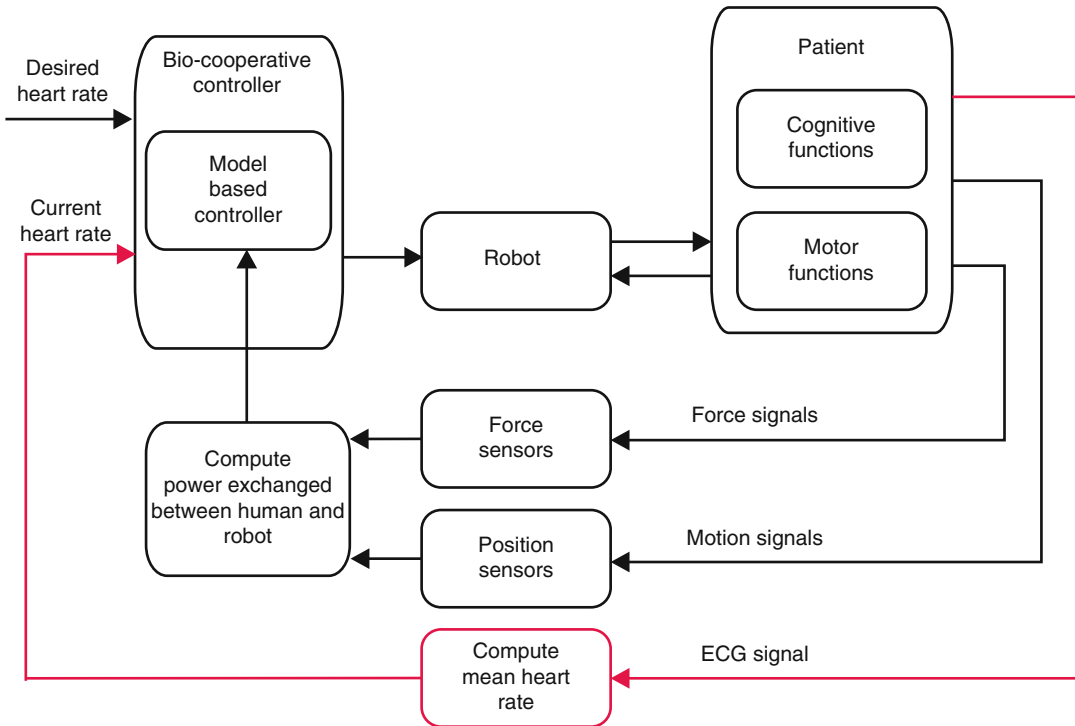 Desired
heart rate
Bio-cooperative
controller
Model
based
controller
Current
heart rate
Robot
Patient
Cognitive
functions
Motor
functions
Force
sensors
Force signals
Compute
power exchanged
between human and
robot
Position
sensors
Motion signals
Compute
mean heart
rate
ECG signal